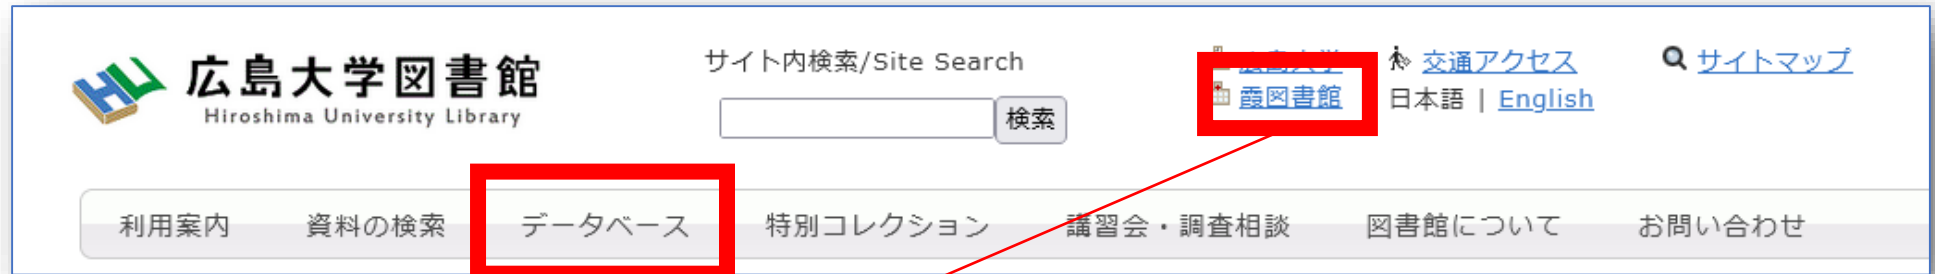 広島大学図書館
Hiroshima University Library
サイト内検索/Site Search
検索
広島大学
交通アクセス
サイトマップ
霞図書館
日本語 | English
利用案内 資料の検索 データベース 特別コレクション 講習会・調査相談 図書館について お問い合わせ